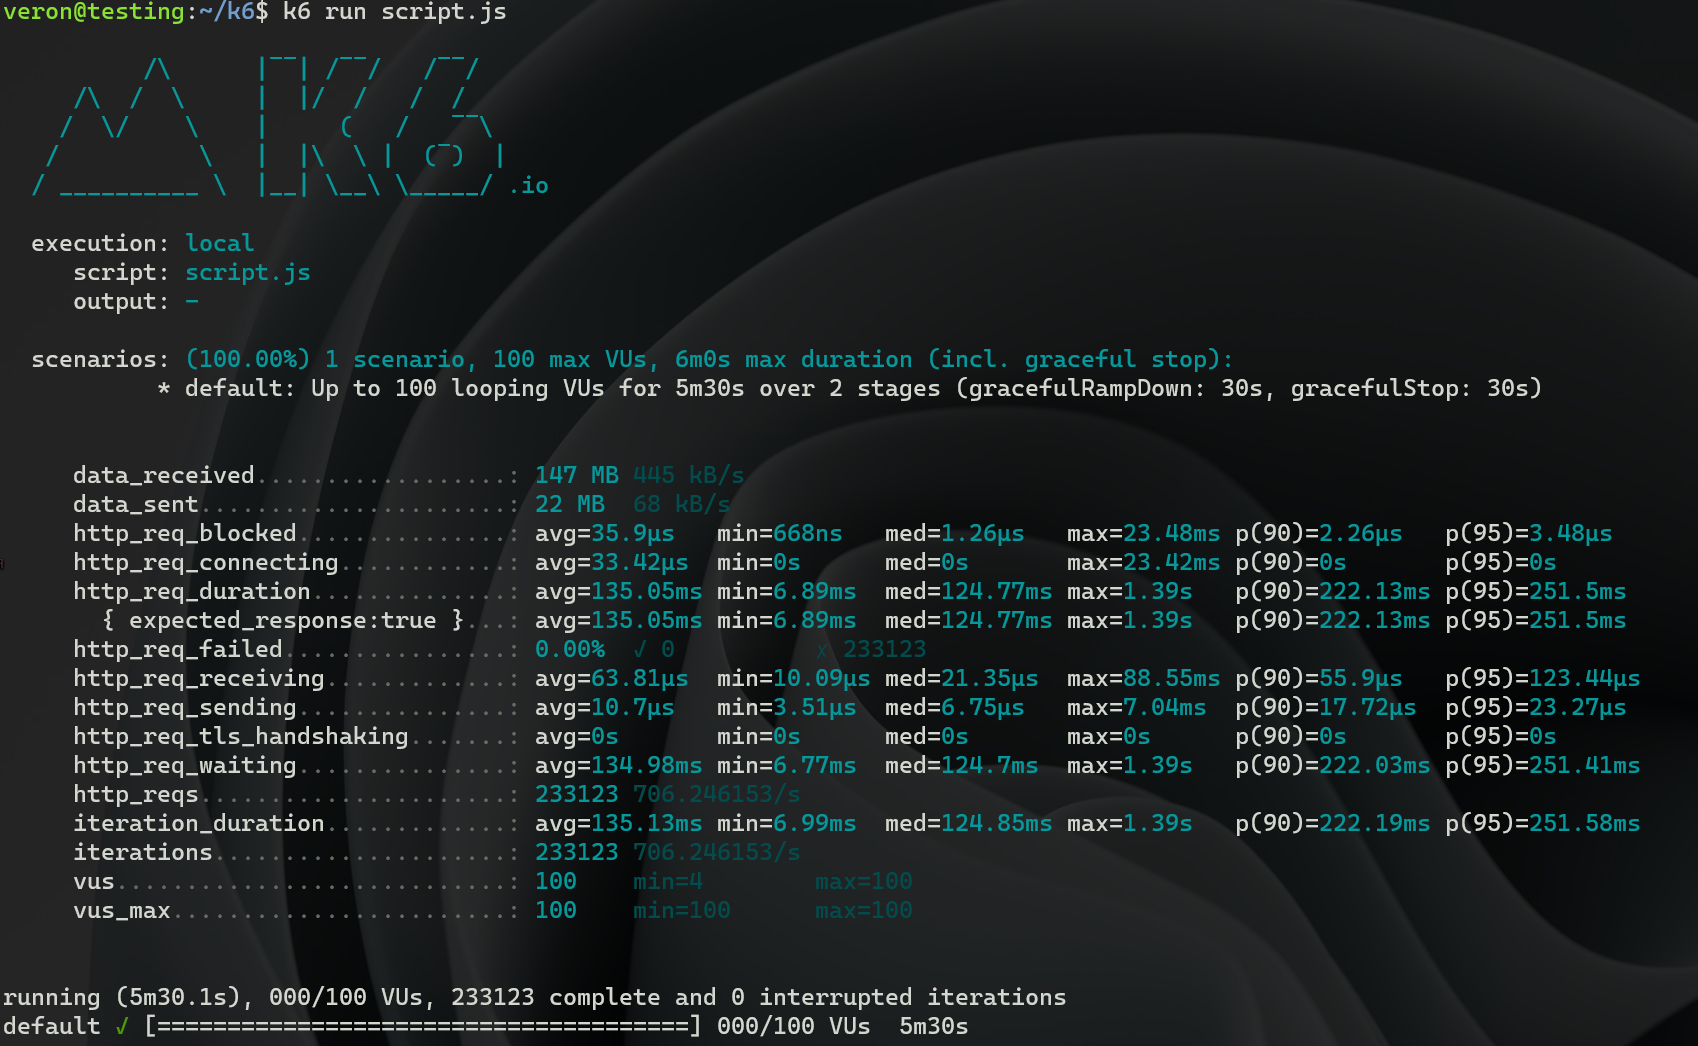 veron@testing:~/k6$ k6 run script.js

          /\      |‾‾| /‾‾/   /‾‾/
     /\  /  \     |  |/  /   /  /
    /  \/    \    |     (   /   ‾‾\
   /          \   |  |\  \ |  (‾)  |
  / __________ \  |__| \__\ \_____/ .io

  execution: local
     script: script.js
     output: -

  scenarios: (100.00%) 1 scenario, 100 max VUs, 6m0s max duration (incl. graceful stop):
           * default: Up to 100 looping VUs for 5m30s over 2 stages (gracefulRampDown: 30s, gracefulStop: 30s)

     data_received..................: 147 MB 445 kB/s
     data_sent......................: 22 MB  68 kB/s
     http_req_blocked...............: avg=35.9µs   min=668ns   med=1.26µs   max=23.48ms p(90)=2.26µs   p(95)=3.48µs
     http_req_connecting............: avg=33.42µs  min=0s      med=0s       max=23.42ms p(90)=0s       p(95)=0s
     http_req_duration..............: avg=135.05ms min=6.89ms  med=124.77ms max=1.39s   p(90)=222.13ms p(95)=251.5ms
       { expected_response:true }...: avg=135.05ms min=6.89ms  med=124.77ms max=1.39s   p(90)=222.13ms p(95)=251.5ms
     http_req_failed................: 0.00%  ✓ 0          ✗ 233123
     http_req_receiving.............: avg=63.81µs  min=10.09µs med=21.35µs  max=88.55ms p(90)=55.9µs   p(95)=123.44µs
     http_req_sending...............: avg=10.7µs   min=3.51µs  med=6.75µs   max=7.04ms  p(90)=17.72µs  p(95)=23.27µs
     http_req_tls_handshaking.......: avg=0s       min=0s      med=0s       max=0s      p(90)=0s       p(95)=0s
     http_req_waiting...............: avg=134.98ms min=6.77ms  med=124.7ms  max=1.39s   p(90)=222.03ms p(95)=251.41ms
     http_reqs......................: 233123 706.246153/s
     iteration_duration.............: avg=135.13ms min=6.99ms  med=124.85ms max=1.39s   p(90)=222.19ms p(95)=251.58ms
     iterations.....................: 233123 706.246153/s
     vus............................: 100    min=4        max=100
     vus_max........................: 100    min=100      max=100

running (5m30.1s), 000/100 VUs, 233123 complete and 0 interrupted iterations
default ✓ [======================================] 000/100 VUs  5m30s